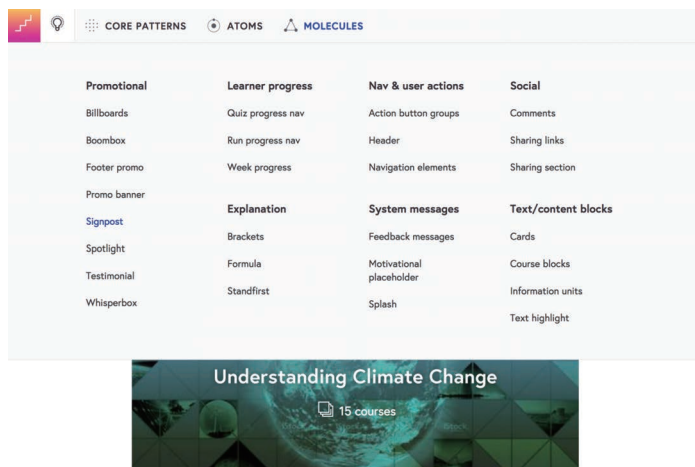 CORE PATTERNS ATOMS MOLECULES
Promotional
Billboards
Boombox
Footer promo
Promo banner
Signpost
Spotlight
Testimonial
Whisperbox
Learner progress
Quiz progress nav
Run progress nav
Week progress
Explanation
Brackets
Formula
Standfirst
Nav & user actions
Action button groups
Header
Navigation elements
System messages
Feedback messages
Motivational
placeholder
Splash
Social
Comments
Sharing links
Sharing section
Text/content blocks
Cards
Course blocks
Information units
Text highlight
Understanding Climate Change
15 courses